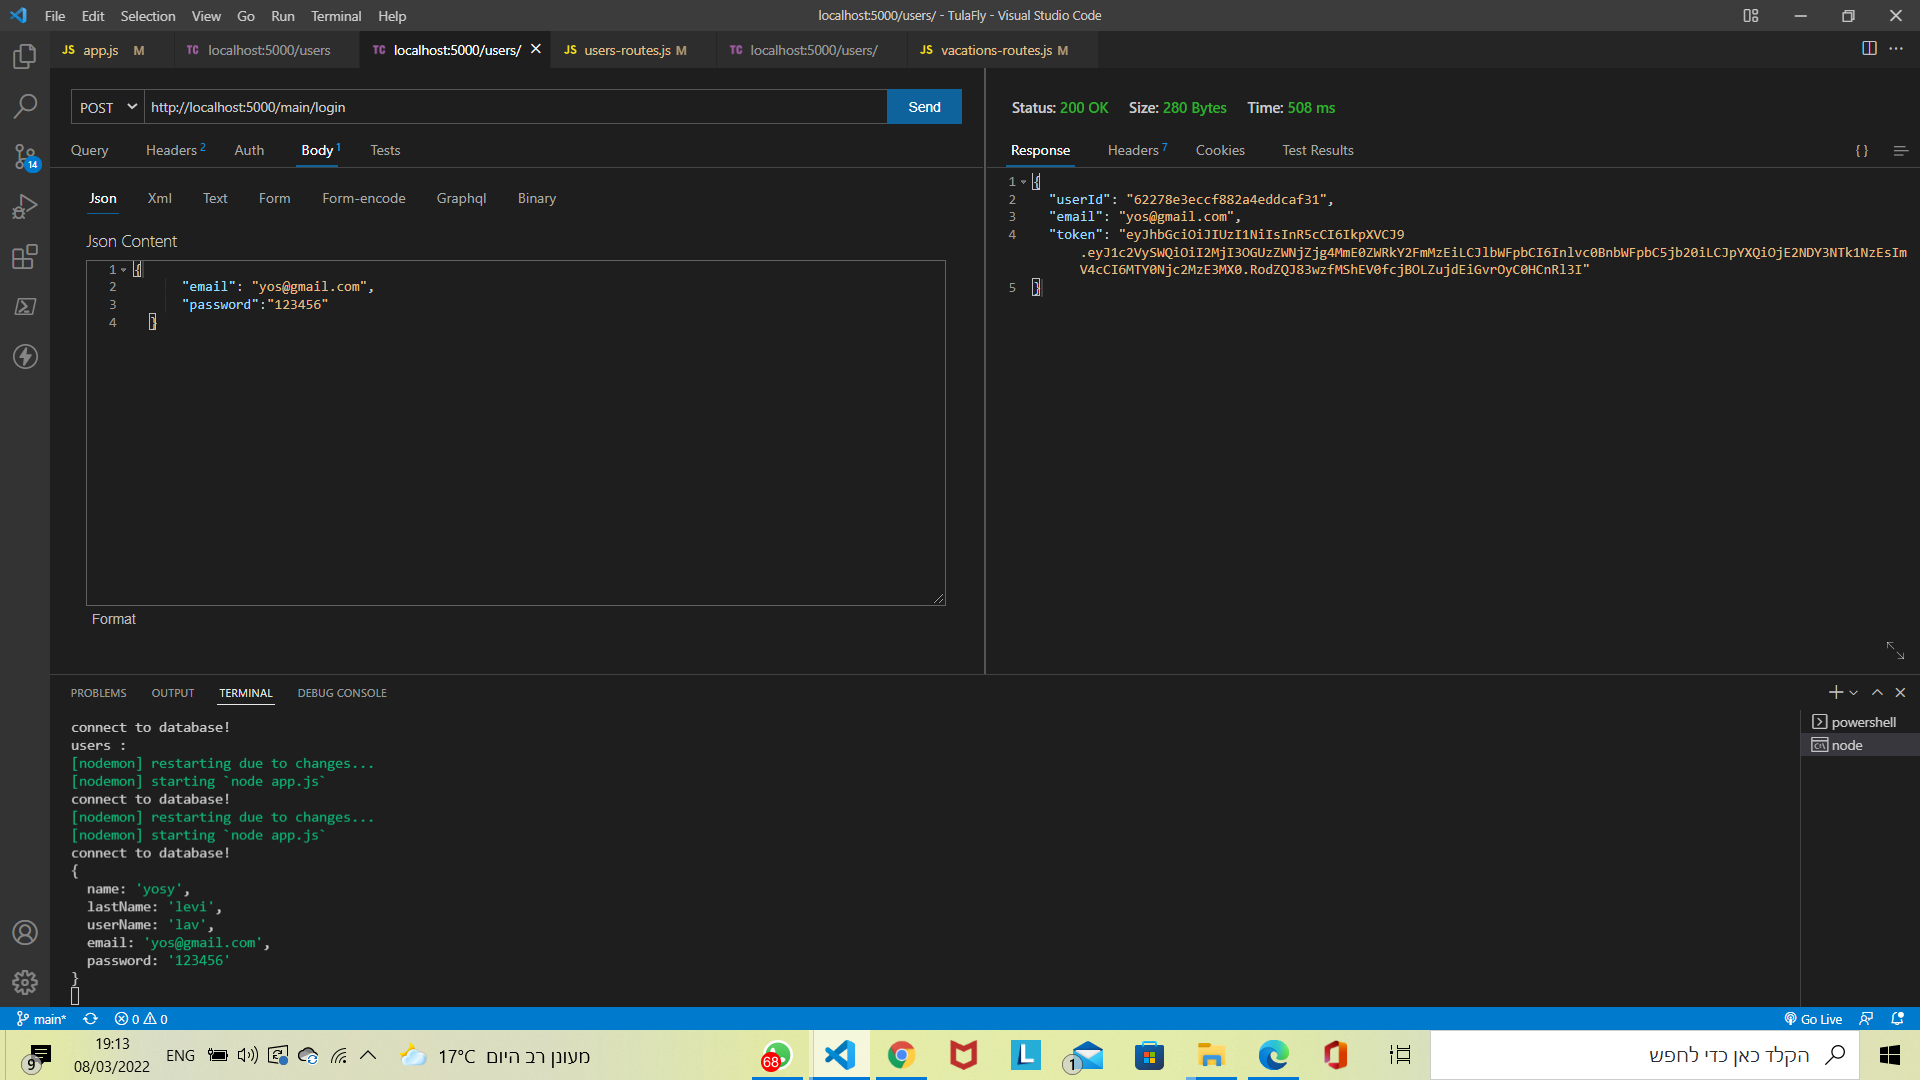 File Edit Selection View Go Run Terminal Help
localhost:5000/users/ - TulaFly - Visual Studio Code
JS app.js M
TC localhost:5000/users
TC localhost:5000/users/
JS users-routes.js M
TC localhost:5000/users/
JS vacations-routes.js M
14
POST http://localhost:5000/main/login Send
Query Headers 2 Auth Body 1 Tests
Json Xml Text Form Form-encode Graphql Binary
Json Content
1 {
2 "email": "yos@gmail.com",
3 "password":"123456"
4 }
Format
Status: 200 OK Size: 280 Bytes Time: 508 ms
Response Headers 7 Cookies Test Results
{ }
1 {
2 "userId": "62278e3eccf882a4eddcaf31",
3 "email": "yos@gmail.com",
4 "token": "eyJhbGciOiJIUzI1NiIsInR5cCI6IkpXVCJ9
.eyJ1c2VySWQiOiI2MjI3OGUzZWNjZjg4MmE0ZWRkY2FmMzEiLCJlbWFpbCI6Inlvc0BnbWFpbC5jb20iLCJpYXQiOjE2NDY3NTk1NzEsIm
V4cCI6MTY0Njc2MzE3MX0.RodZQJ83wzfMShEV0fcjBOLZujdEiGvrOyC0HCnRl3I"
5 }
PROBLEMS OUTPUT TERMINAL DEBUG CONSOLE
connect to database!
users :
[nodemon] restarting due to changes...
[nodemon] starting `node app.js`
connect to database!
[nodemon] restarting due to changes...
[nodemon] starting `node app.js`
connect to database!
{
name: 'yosy',
lastName: 'levi',
userName: 'lav',
email: 'yos@gmail.com',
password: '123456'
}
powershell
node
main* 0 0
Go Live
9
19:13
08/03/2022
ENG
17°C מעונן רב היום
68
L
1
הקלד כאן כדי לחפש